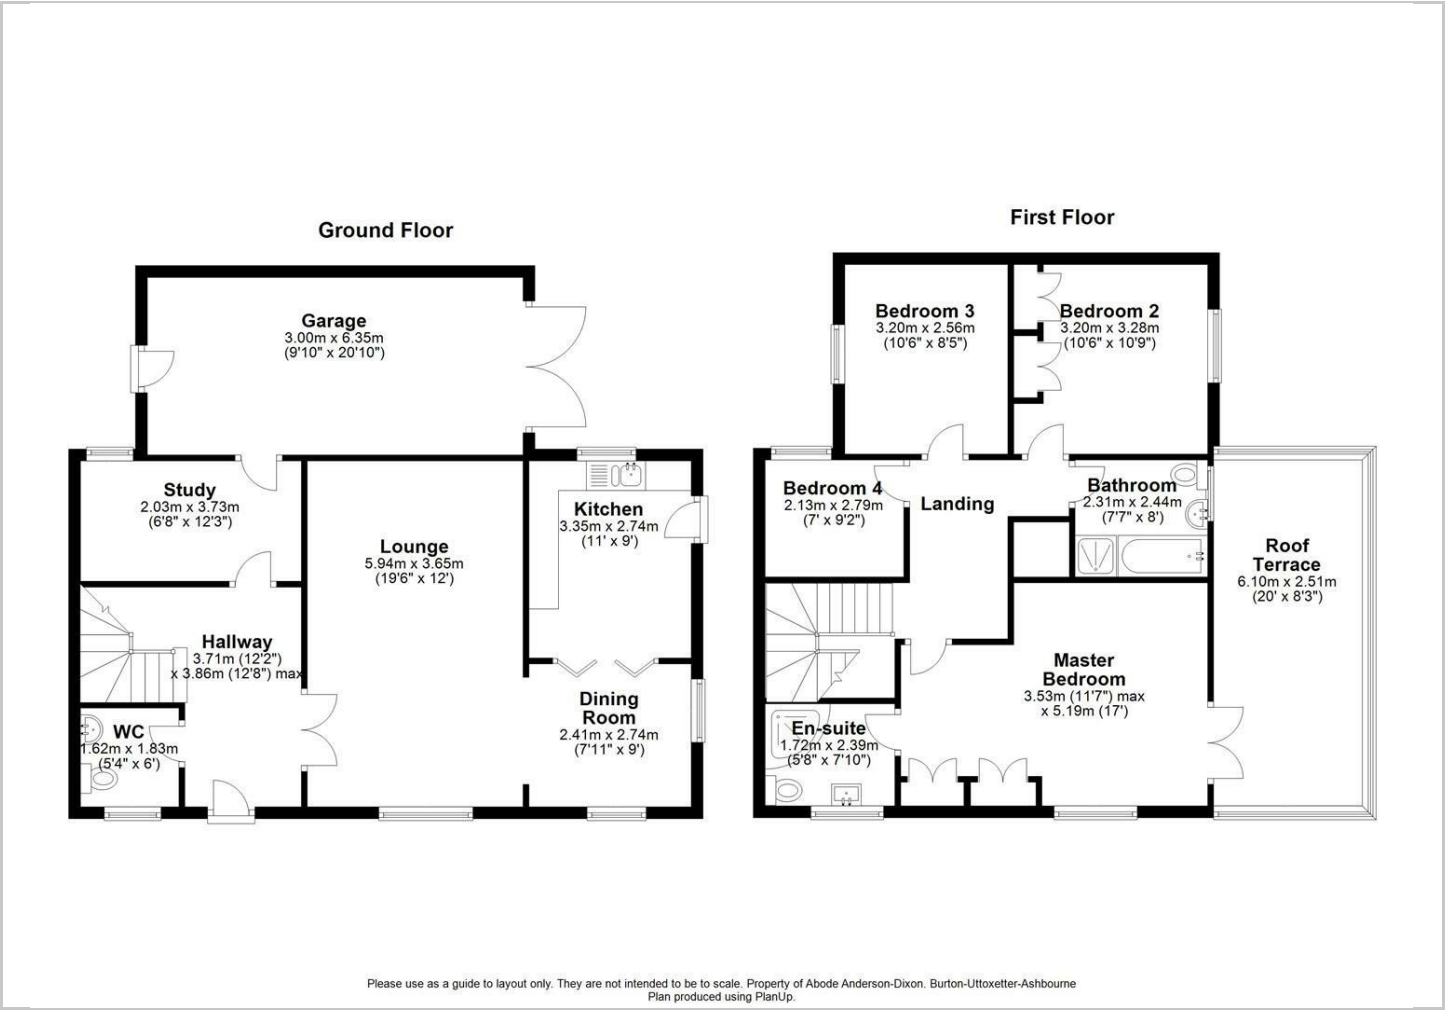 Ground Floor
Garage
3.00m x 6.35m
(9'10" x 20'10")
Study
2.03m x 3.73m
(6'8" x 12'3")
Lounge
5.94m x 3.65m
(19'6" x 12')
Kitchen
3.35m x 2.74m
(11' x 9')
Hallway
3.71m (12'2")
x 3.86m (12'8") max
WC
1.62m x 1.83m
(5'4" x 6')
Dining
Room
2.41m x 2.74m
(7'11" x 9')
First Floor
Bedroom 3
3.20m x 2.56m
(10'6" x 8'5")
Bedroom 2
3.20m x 3.28m
(10'6" x 10'9")
Bedroom 4
2.13m x 2.79m
(7' x 9'2")
Landing
Bathroom
2.31m x 2.44m
(7'7" x 8')
Roof
Terrace
6.10m x 2.51m
(20' x 8'3")
Master
Bedroom
3.53m (11'7") max
x 5.19m (17')
En-suite
1.72m x 2.39m
(5'8" x 7'10")
Please use as a guide to layout only. They are not intended to be to scale. Property of Abode Anderson-Dixon. Burton-Uttoxetter-Ashbourne
Plan produced using PlanUp.